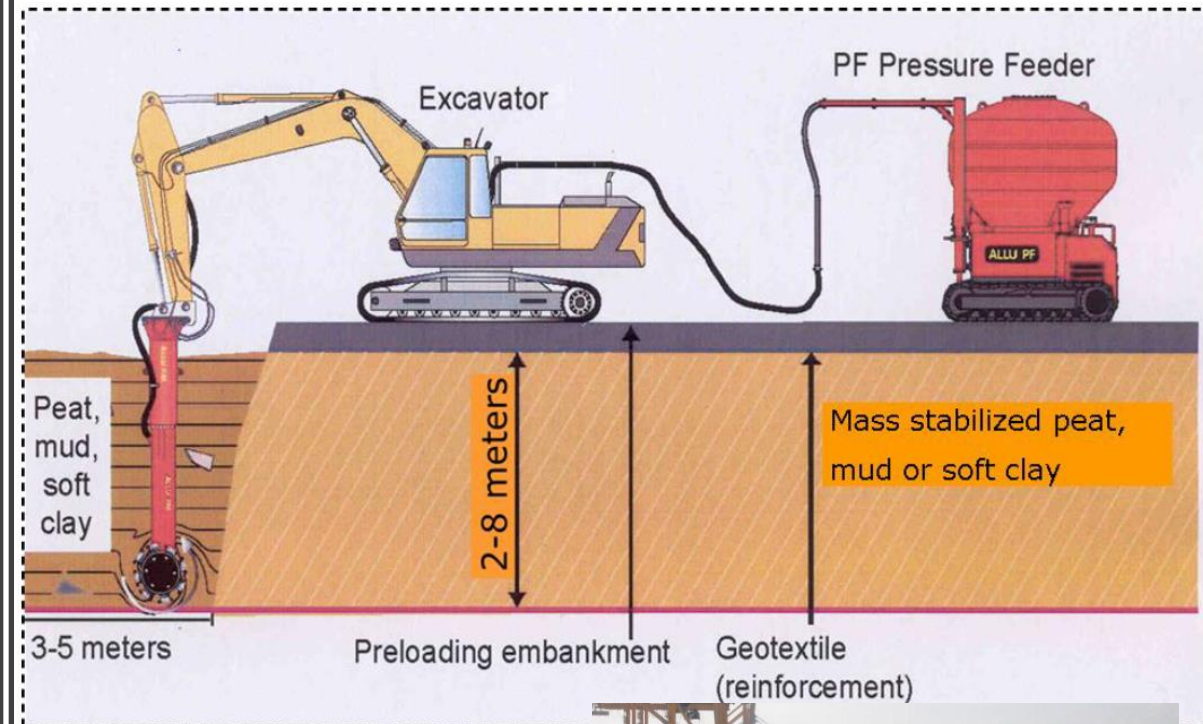 PF Pressure Feeder
Excavator
ALLU PF
Peat,
mud,
soft
clay
2-8 meters
Mass stabilized peat,
mud or soft clay
3-5 meters
Preloading embankment
Geotextile
(reinforcement)